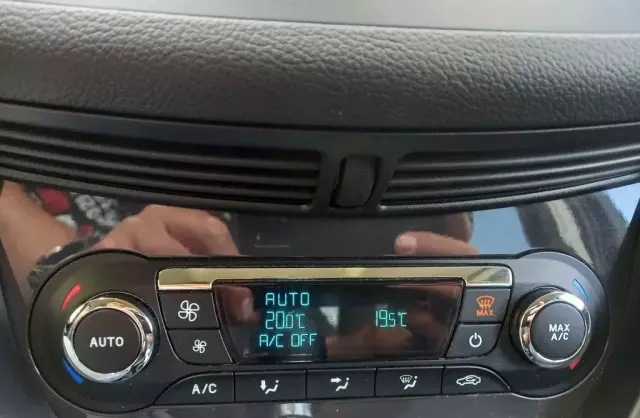 AUTO
20.0°C 19.5°C
A/C OFF
MAX
AUTO
MAX
A/C
A/C